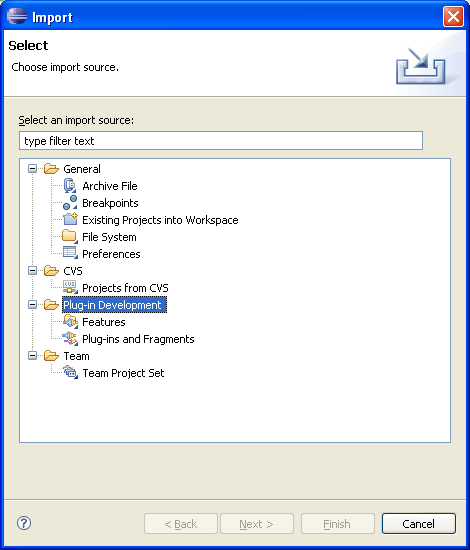 Import
Select
Choose import source.
Select an import source:
type filter text
General
Archive File
Breakpoints
Existing Projects into Workspace
File System
Preferences
CVS
Projects from CVS
Plug-in Development
Features
Plug-ins and Fragments
Team
Team Project Set
? < Back Next > Finish Cancel